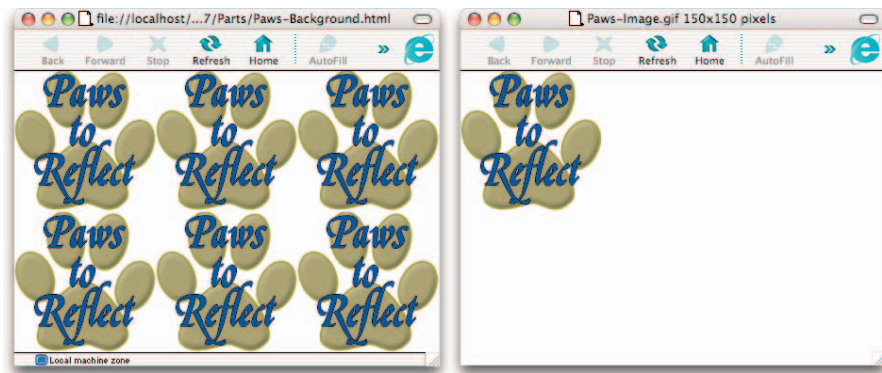 file://localhost/...7/Parts/Paws-Background.html
Back Forward Stop Refresh Home AutoFill »
Paws Paws Paws
to to to
Reflect Reflect Reflect
Paws Paws Paws
to to to
Reflect Reflect Reflect
Local machine zone
Paws-Image.gif 150x150 pixels
Back Forward Stop Refresh Home AutoFill »
Paws
to
Reflect